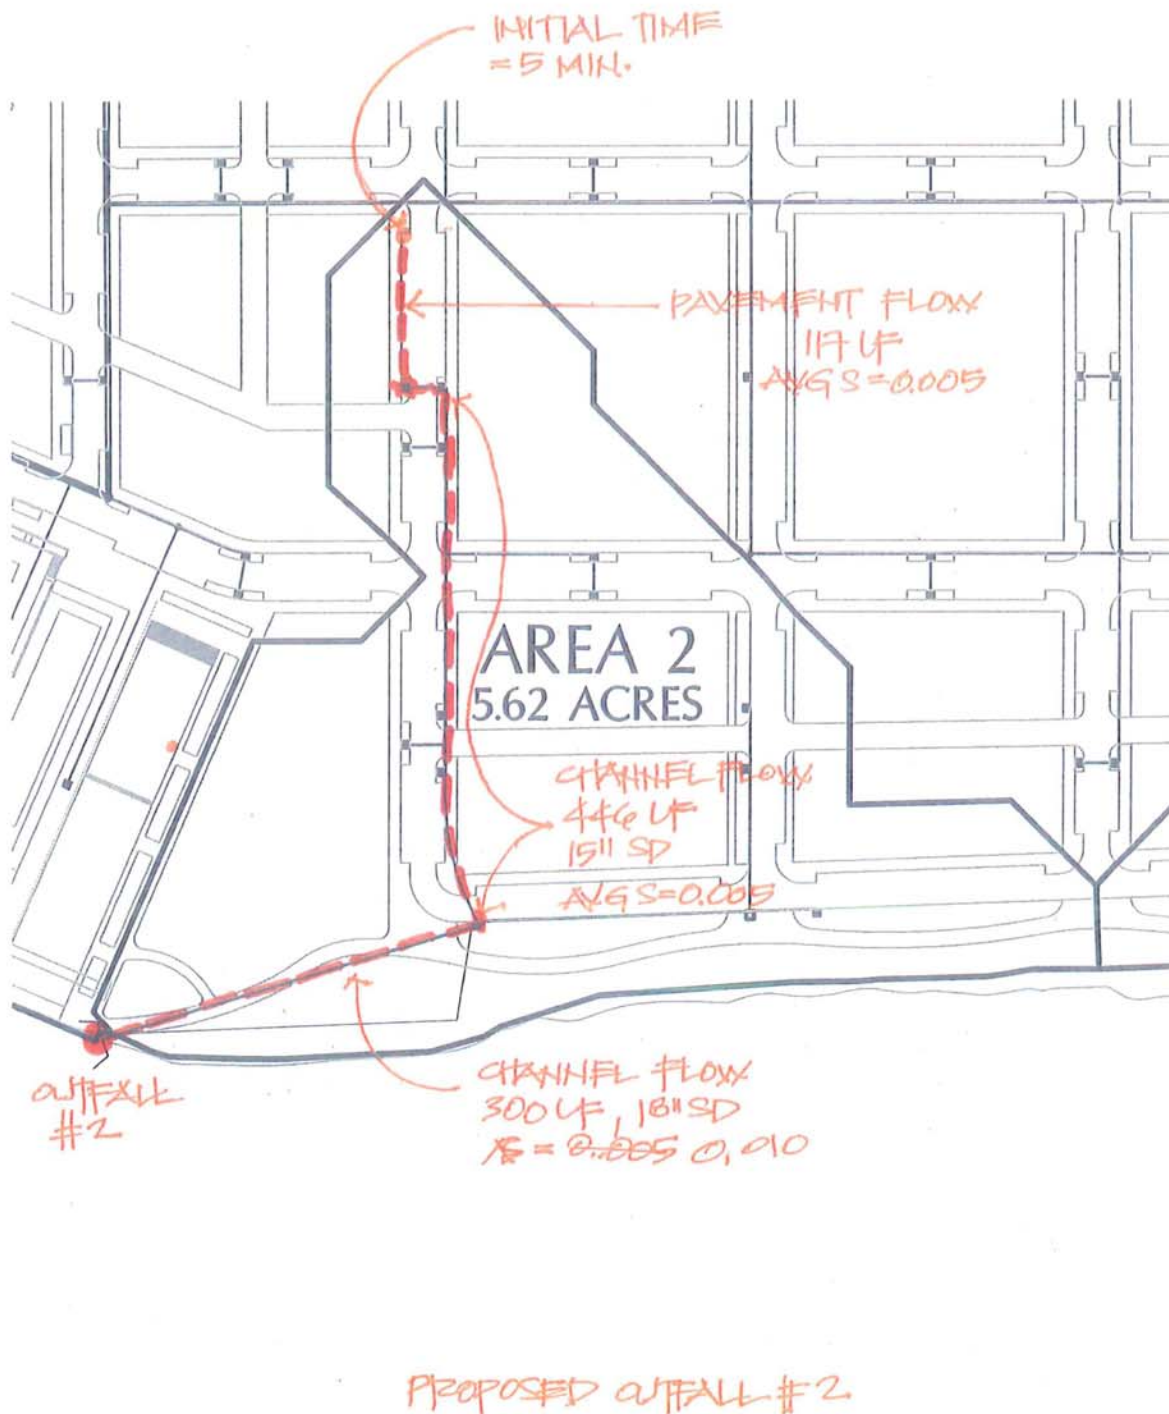 INITIAL TIME
= 5 MIN.
PAVEMENT FLOW
117 LF
AVG S = 0.005
AREA 2
5.62 ACRES
CHANNEL FLOW
446 LF
15" SD
AVG S = 0.005
CHANNEL FLOW
300 LF, 18" SD
S = 0.005 0.010
OUTFALL
#2
PROPOSED OUTFALL #2